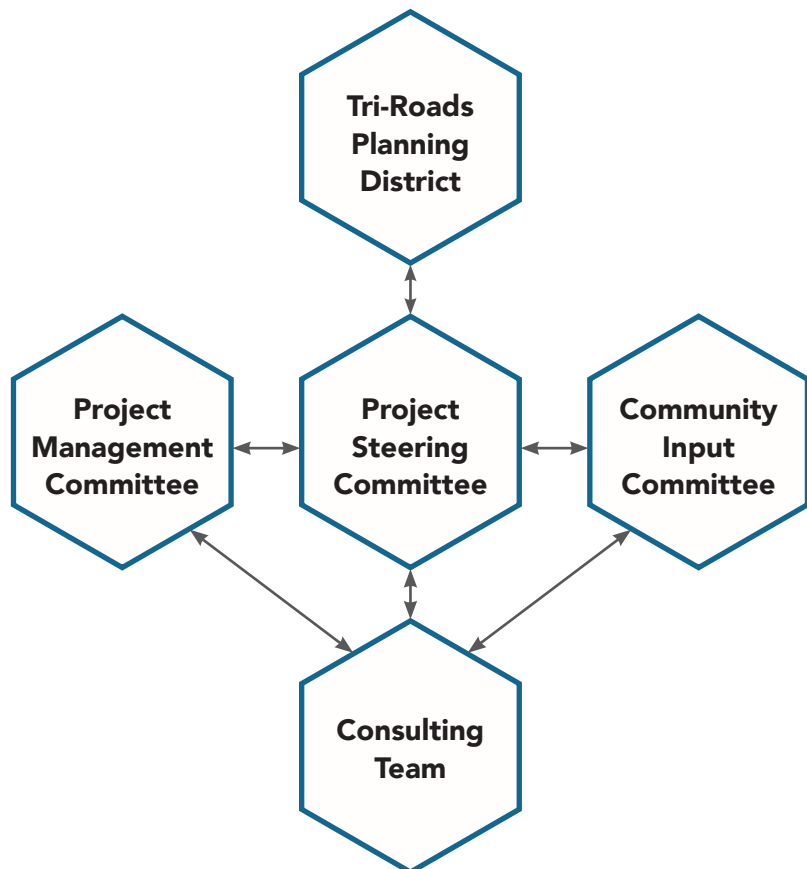 Tri-Roads
Planning
District
Project
Management
Committee
Project
Steering
Committee
Community
Input
Committee
Consulting
Team